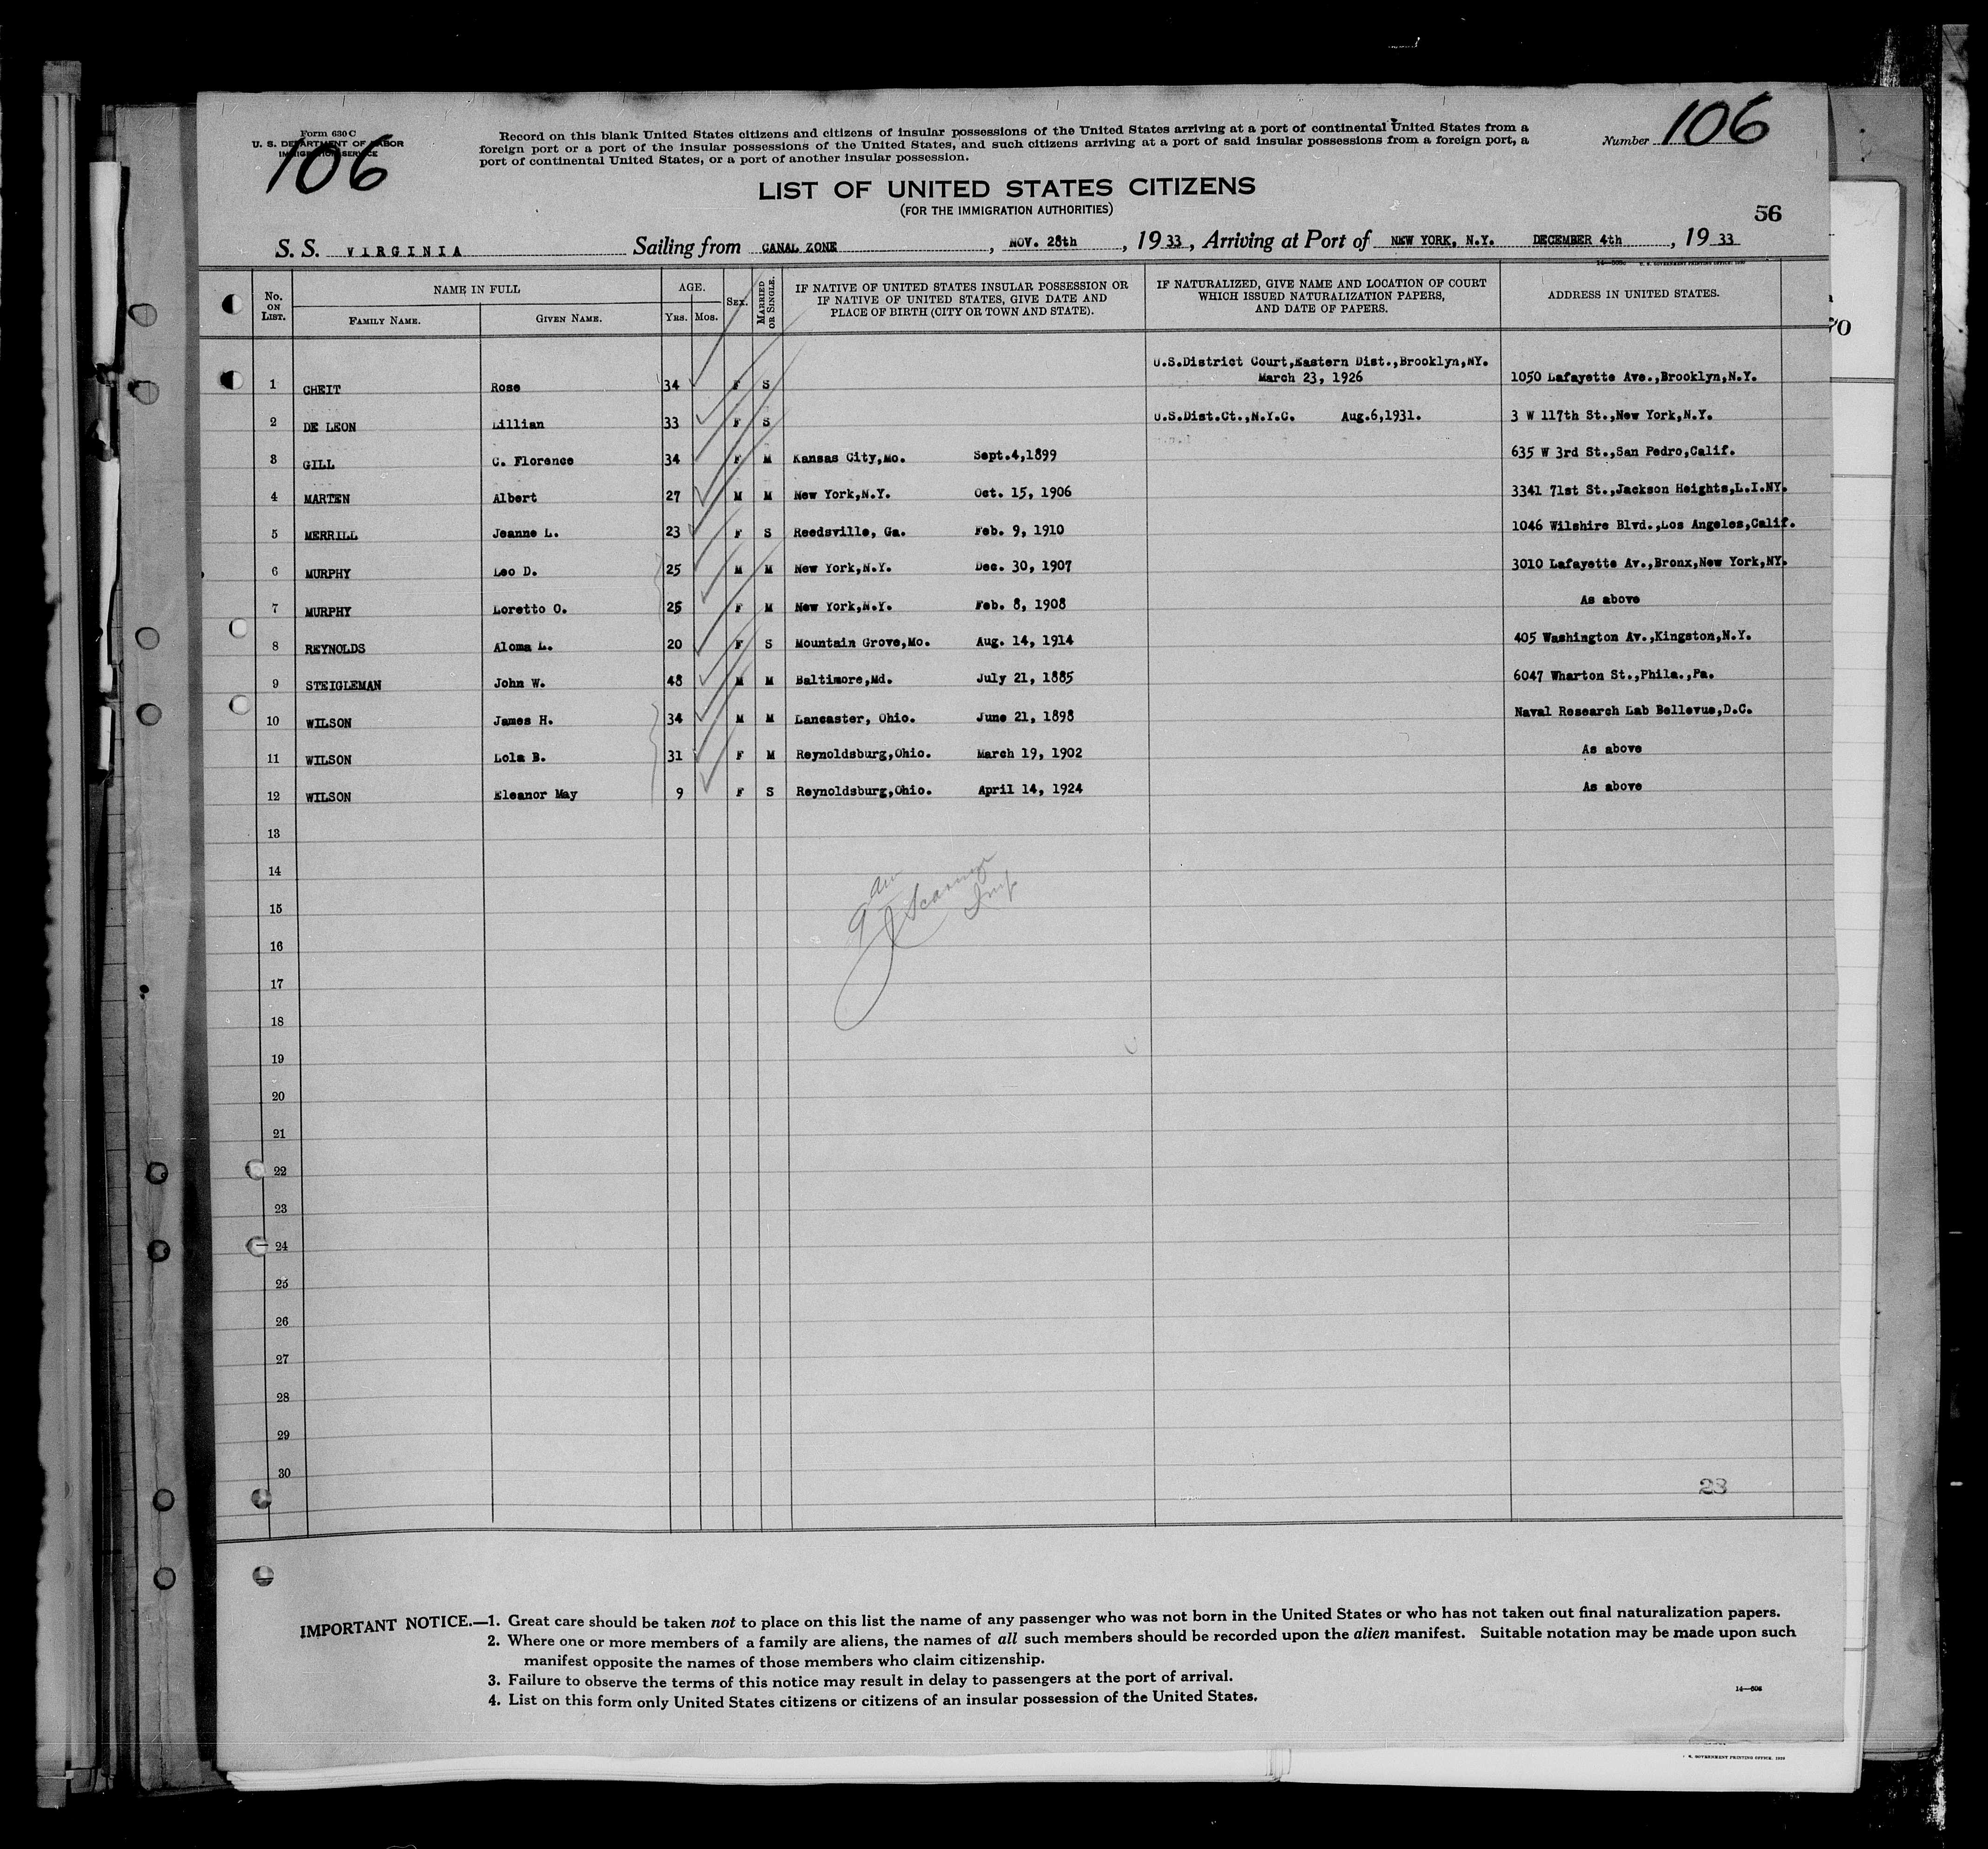 106
Form 630 C
U. S. DEPARTMENT OF LABOR
IMMIGRATION SERVICE
Record on this blank United States citizens and citizens of insular possessions of the United States arriving at a port of continental United States from a
foreign port or a port of the insular possessions of the United States, and such citizens arriving at a port of said insular possessions from a foreign port, a
port of continental United States, or a port of another insular possession.
Number 106
LIST OF UNITED STATES CITIZENS
(FOR THE IMMIGRATION AUTHORITIES)
56
S. S. VIRGINIA Sailing from CANAL ZONE, NOV. 28th, 1933, Arriving at Port of NEW YORK, N.Y. DECEMBER 4th, 1933
No. ON LIST. NAME IN FULL FAMILY NAME. GIVEN NAME. AGE. YRS. MOS. SEX. MARRIED OR SINGLE. IF NATIVE OF UNITED STATES INSULAR POSSESSION OR IF NATIVE OF UNITED STATES, GIVE DATE AND PLACE OF BIRTH (CITY OR TOWN AND STATE). IF NATURALIZED, GIVE NAME AND LOCATION OF COURT WHICH ISSUED NATURALIZATION PAPERS, AND DATE OF PAPERS. ADDRESS IN UNITED STATES.
1 GHEIT Rose 34 F S U.S.District Court,Eastern Dist.,Brooklyn,NY. March 23, 1926 1050 Lafayette Ave.,Brooklyn,N.Y.
2 DE LEON Lillian 33 F S U.S.Dist.Ct.,N.Y.C. Aug.6,1931. 3 W 117th St.,New York,N.Y.
3 GILL C. Florence 34 F M Kansas City,Mo. Sept.4,1899 635 W 3rd St.,San Pedro,Calif.
4 MARTEN Albert 27 M M New York,N.Y. Oct. 15, 1906 3341 71st St.,Jackson Heights,L.I.NY.
5 MERRILL Jeanne L. 23 F S Reedsville, Ga. Feb. 9, 1910 1046 Wilshire Blvd.,Los Angeles,Calif.
6 MURPHY Leo D. 25 M M New York,N.Y. Dec. 30, 1907 3010 Lafayette Av.,Bronx,New York,NY.
7 MURPHY Loretto O. 25 F M New York,N.Y. Feb. 8, 1908 As above
8 REYNOLDS Aloma L. 20 F S Mountain Grove,Mo. Aug. 14, 1914 405 Washington Av.,Kingston,N.Y.
9 STEIGLEMAN John W. 48 M M Baltimore,Md. July 21, 1885 6047 Wharton St.,Phila.,Pa.
10 WILSON James H. 34 M M Lancaster, Ohio. June 21, 1898 Naval Research Lab Bellevue,D.C.
11 WILSON Lola B. 31 F M Reynoldsburg,Ohio. March 19, 1902 As above
12 WILSON Eleanor May 9 F S Reynoldsburg,Ohio. April 14, 1924 As above
13
14
15
16
17
18
19
20
21
22
23
24
25
26
27
28
29
30
23
IMPORTANT NOTICE.—1. Great care should be taken not to place on this list the name of any passenger who was not born in the United States or who has not taken out final naturalization papers.
2. Where one or more members of a family are aliens, the names of all such members should be recorded upon the alien manifest. Suitable notation may be made upon such
manifest opposite the names of those members who claim citizenship.
3. Failure to observe the terms of this notice may result in delay to passengers at the port of arrival.
4. List on this form only United States citizens or citizens of an insular possession of the United States.